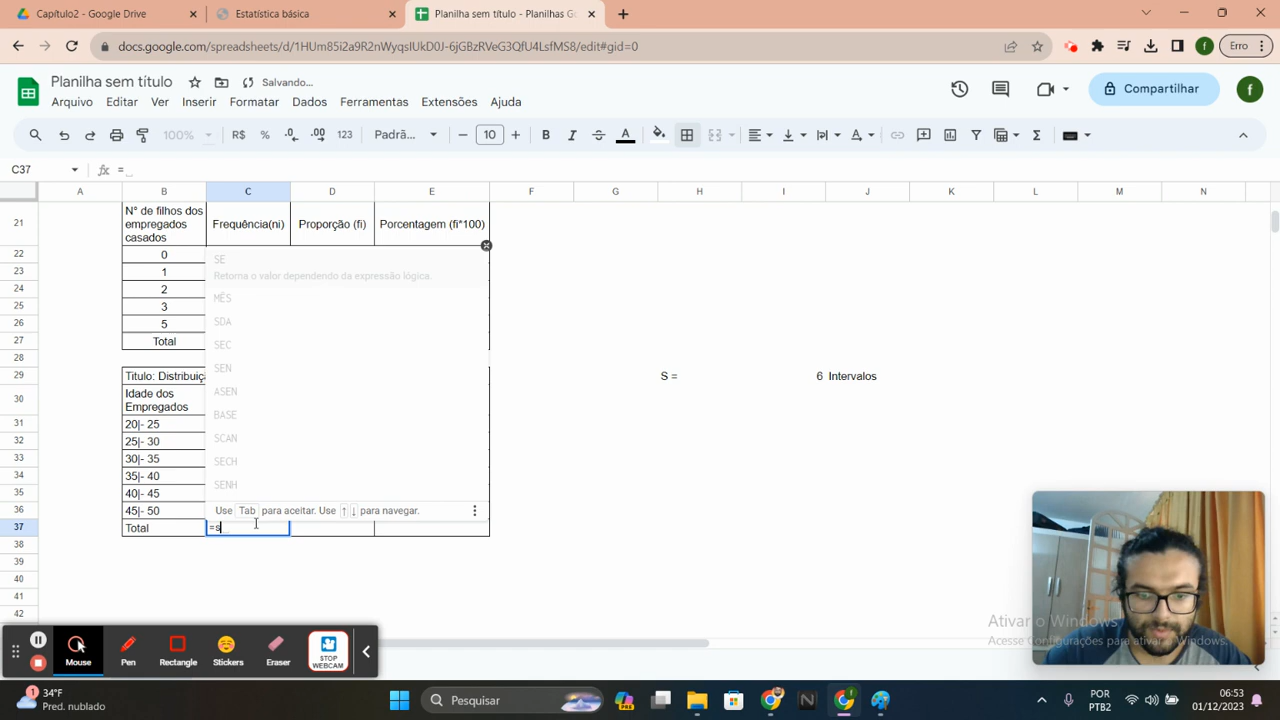 Capítulo2 - Google Drive
Estatística básica
Planilha sem título - Planilhas Go
docs.google.com/spreadsheets/d/1HUm85i2a9R2nWyqsIUkD0J-6jGBzRVeG3QfU4LsfMS8/edit#gid=0
f
Erro
Planilha sem título
Salvando...
Arquivo Editar Ver Inserir Formatar Dados Ferramentas Extensões Ajuda
Compartilhar
f
100% R$ % .0 .00 123 Padrã... 10 B I S A
C37 fx =
A B C D E F G H I J K L M N
21 N° de filhos dos empregados casados Frequência(ni) Proporção (fi) Porcentagem (fi*100)
22 0
23 1
24 2
25 3
26 5
27 Total
28
29 Titulo: Distribuiçã S = 6 Intervalos
30 Idade dos Empregados
31 20|- 25
32 25|- 30
33 30|- 35
34 35|- 40
35 40|- 45
36 45|- 50
37 Total =s
38
39
40
41
42
SE
Retorna o valor dependendo da expressão lógica.
MÊS
SDA
SEC
SEN
ASEN
BASE
SCAN
SECH
SENH
Use Tab para aceitar. Use ↑ ↓ para navegar.
Ativar o Windows
Acesse Configurações para ativar o Windows.
Mouse Pen Rectangle Stickers Eraser STOP WEBCAM
34°F
Pred. nublado
Pesquisar
POR
PTB2
06:53
01/12/2023